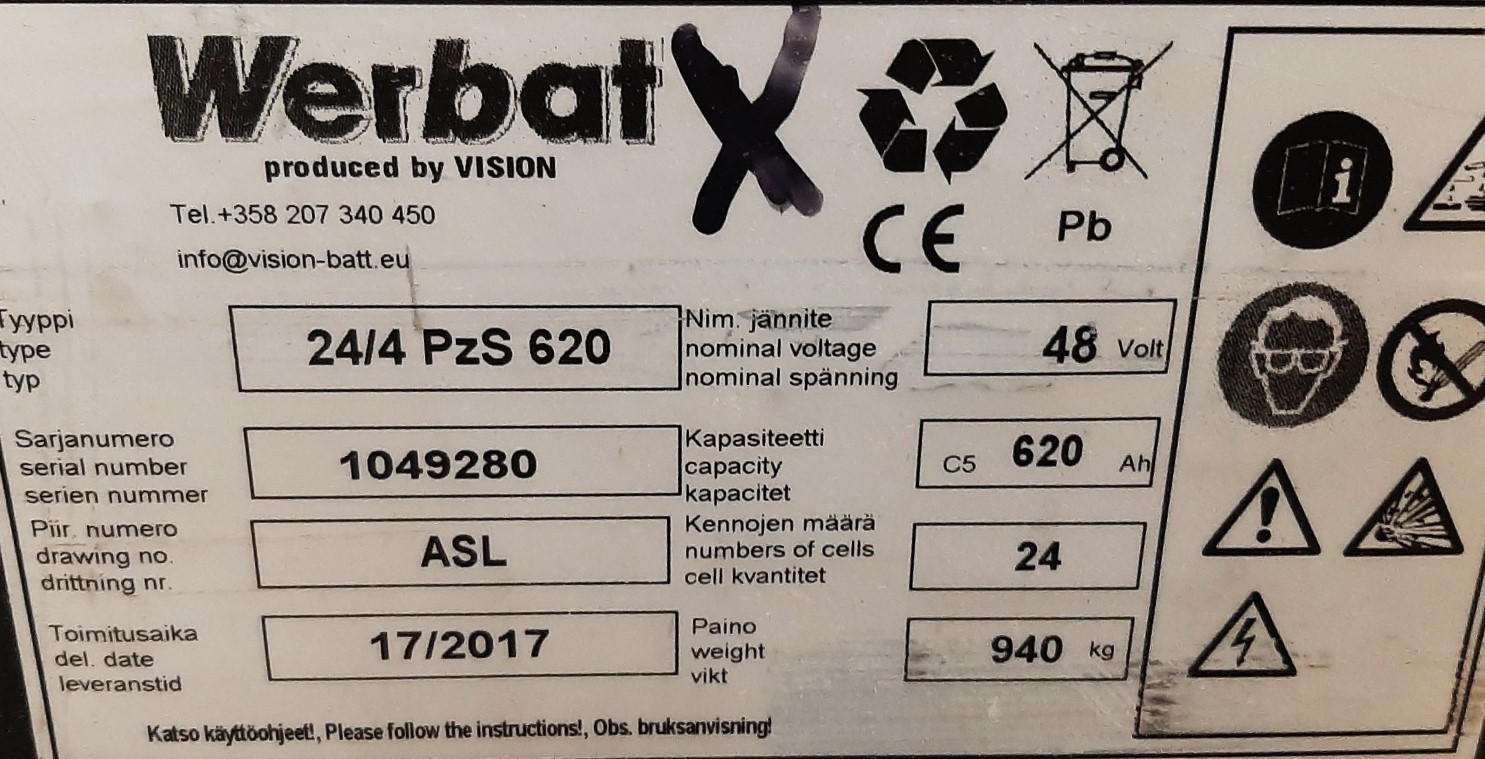 Werbat
produced by VISION
Tel.+358 207 340 450
info@vision-batt.eu
CE
Pb
i
Tyyppi
type
typ
24/4 PzS 620
Nim. jännite
nominal voltage
nominal spänning
48 Volt
Sarjanumero
serial number
serien nummer
1049280
Kapasiteetti
capacity
kapacitet
C5 620 Ah
Piir. numero
drawing no.
drittning nr.
ASL
Kennojen määrä
numbers of cells
cell kvantitet
24
Toimitusaika
del. date
leveranstid
17/2017
Paino
weight
vikt
940 kg
Katso käyttöohjeet!, Please follow the instructions!, Obs. bruksanvisning!